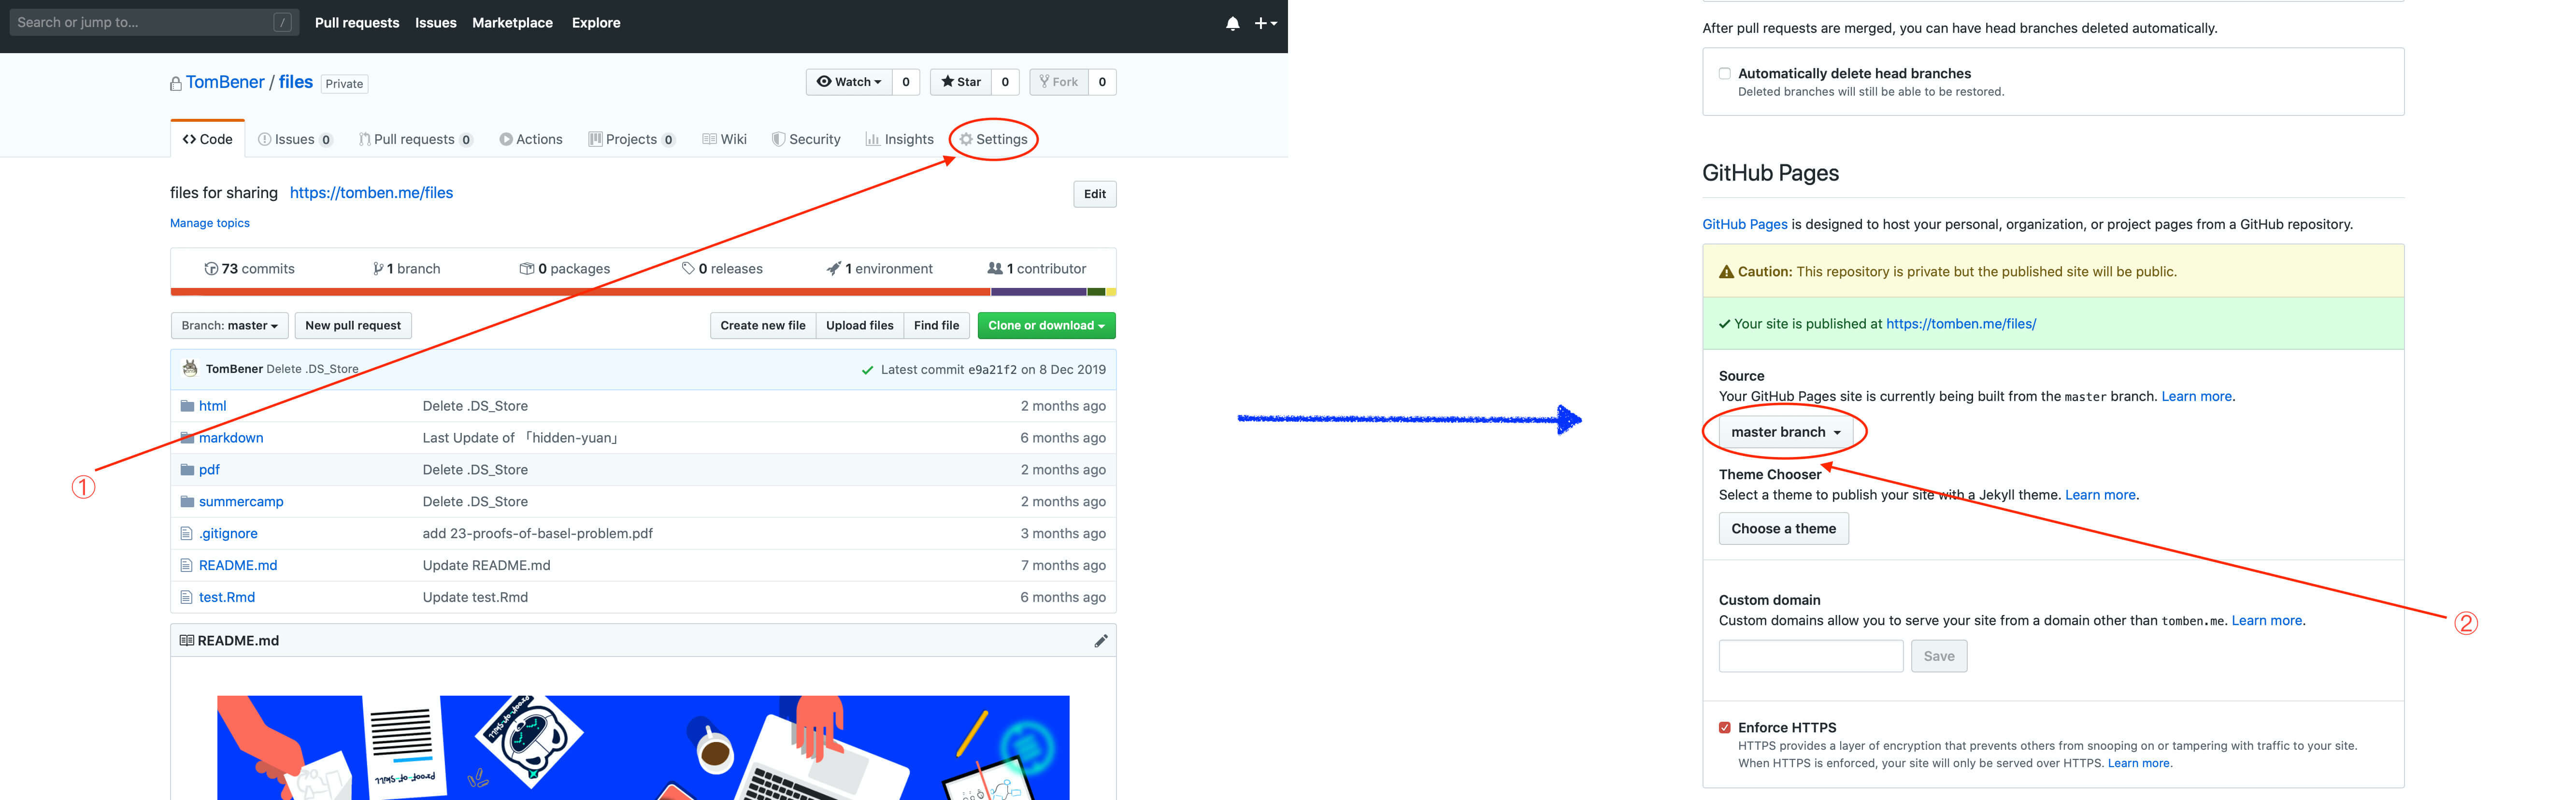 Search or jump to... /
Pull requests Issues Marketplace Explore
TomBener / files Private
Watch 0 Star 0 Fork 0
Code Issues 0 Pull requests 0 Actions Projects 0 Wiki Security Insights Settings
files for sharing https://tomben.me/files Edit
Manage topics
73 commits 1 branch 0 packages 0 releases 1 environment 1 contributor
Branch: master New pull request Create new file Upload files Find file Clone or download
TomBener Delete .DS_Store Latest commit e9a21f2 on 8 Dec 2019
html Delete .DS_Store 2 months ago
markdown Last Update of 「hidden-yuan」 6 months ago
pdf Delete .DS_Store 2 months ago
①
summercamp Delete .DS_Store 2 months ago
.gitignore add 23-proofs-of-basel-problem.pdf 3 months ago
README.md Update README.md 7 months ago
test.Rmd Update test.Rmd 6 months ago
README.md
Proof of Skill
After pull requests are merged, you can have head branches deleted automatically.
Automatically delete head branches
Deleted branches will still be able to be restored.
GitHub Pages
GitHub Pages is designed to host your personal, organization, or project pages from a GitHub repository.
Caution: This repository is private but the published site will be public.
Your site is published at https://tomben.me/files/
Source
Your GitHub Pages site is currently being built from the master branch. Learn more.
master branch
Theme Chooser
Select a theme to publish your site with a Jekyll theme. Learn more.
Choose a theme
Custom domain
Custom domains allow you to serve your site from a domain other than tomben.me. Learn more.
②
Save
Enforce HTTPS
HTTPS provides a layer of encryption that prevents others from snooping on or tampering with traffic to your site.
When HTTPS is enforced, your site will only be served over HTTPS. Learn more.